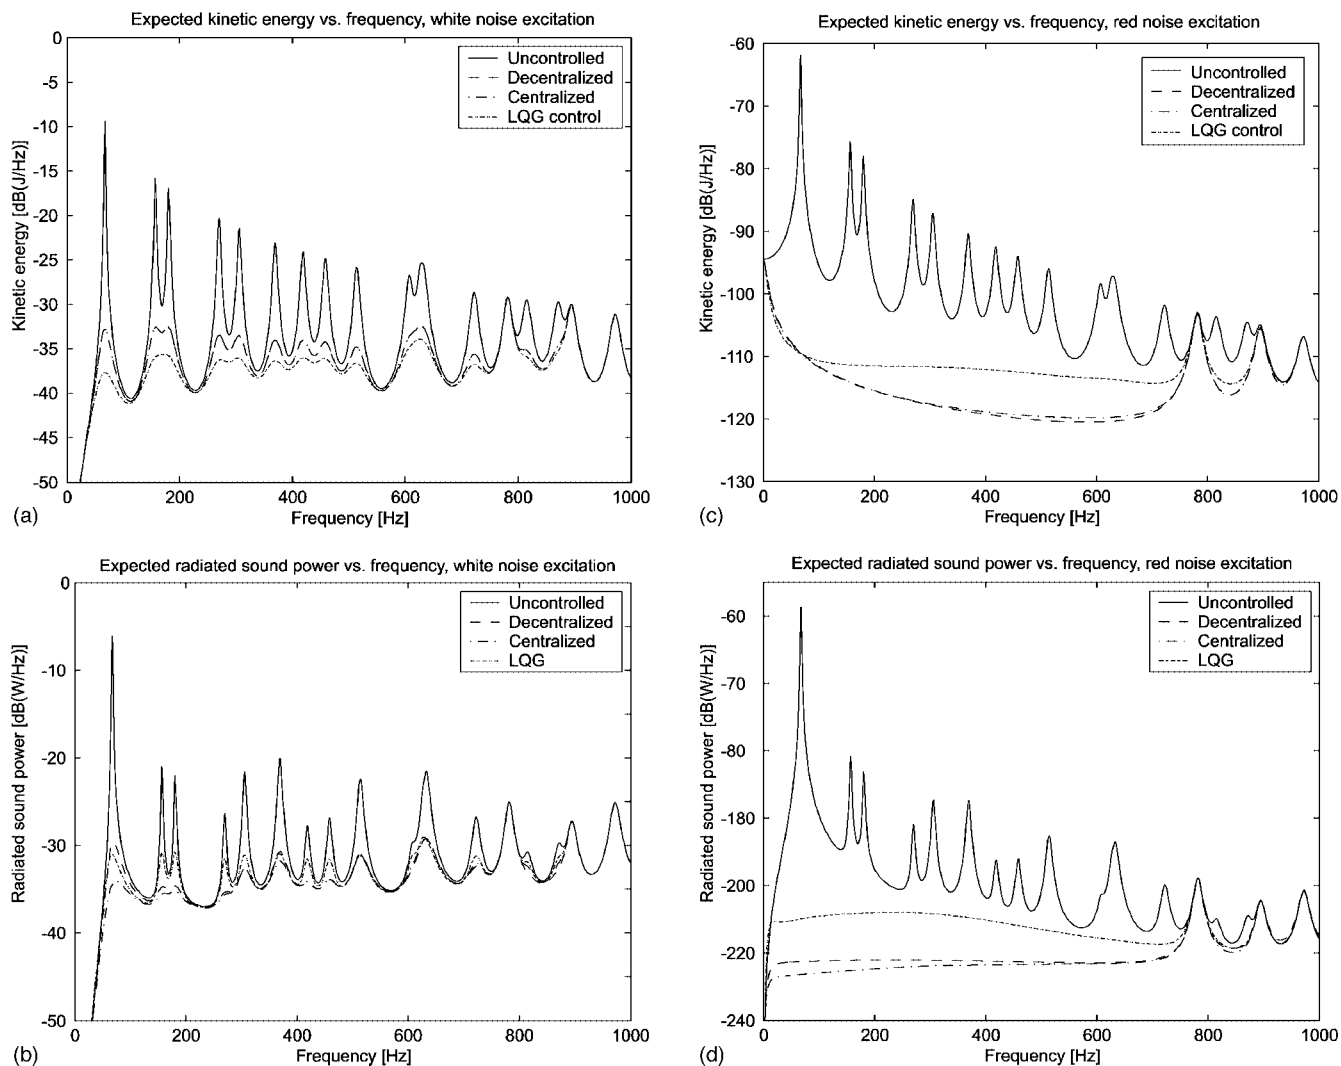 Expected kinetic energy vs. frequency, white noise excitation
0
-5
-10
-15
-20
-25
-30
-35
-40
-45
-50
Kinetic energy [dB(J/Hz)]
Uncontrolled
Decentralized
Centralized
LQG control
0 200 400 600 800 1000
Frequency [Hz]
(a)
Expected kinetic energy vs. frequency, red noise excitation
-60
-70
-80
-90
-100
-110
-120
-130
Kinetic energy [dB(J/Hz)]
Uncontrolled
Decentralized
Centralized
LQG control
0 200 400 600 800 1000
Frequency [Hz]
(c)
Expected radiated sound power vs. frequency, white noise excitation
0
-10
-20
-30
-40
-50
Radiated sound power [dB(W/Hz)]
Uncontrolled
Decentralized
Centralized
LQG
0 200 400 600 800 1000
Frequency [Hz]
(b)
Expected radiated sound power vs. frequency, red noise excitation
-60
-70
-80
-180
-200
-220
-240
Radiated sound power [dB(W/Hz)]
Uncontrolled
Decentralized
Centralized
LQG
0 200 400 600 800 1000
Frequency [Hz]
(d)